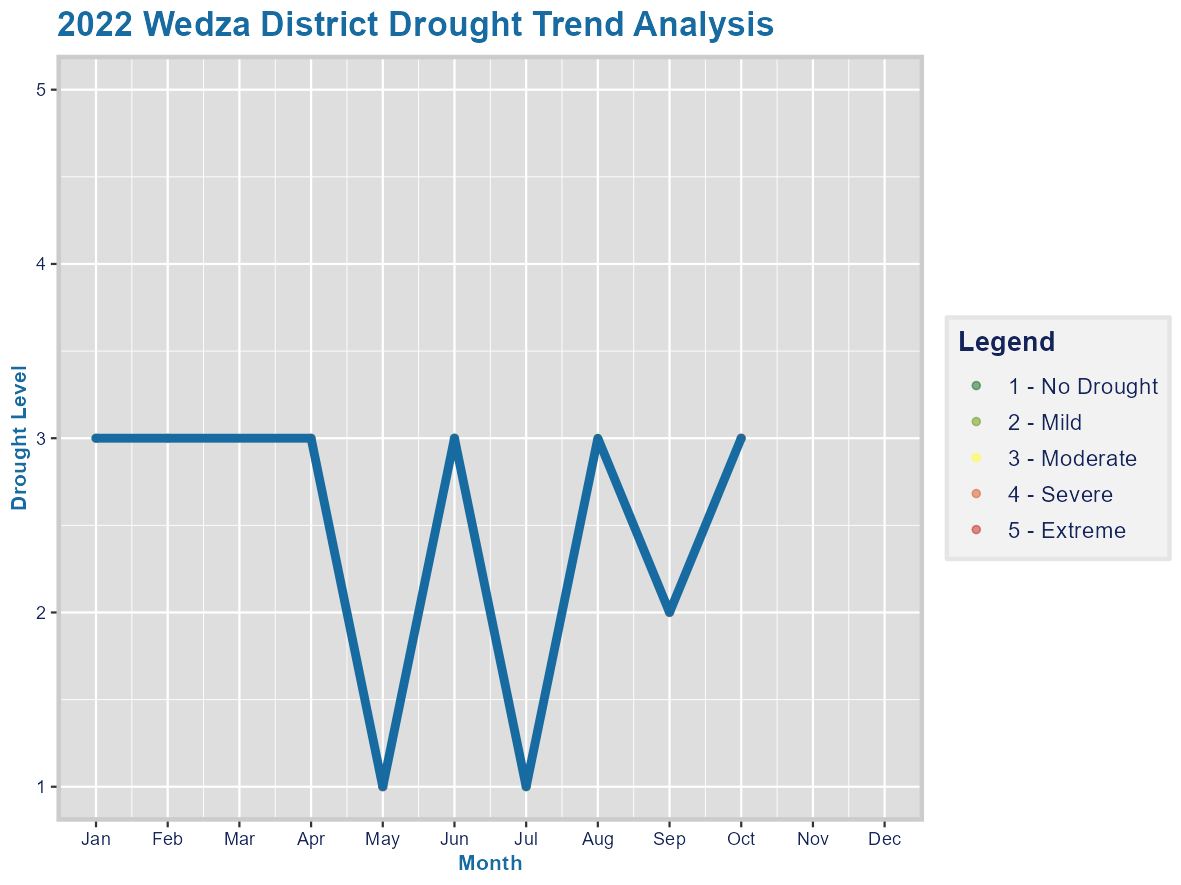 2022 Wedza District Drought Trend Analysis
5
4
3
2
1
Drought Level
Jan Feb Mar Apr May Jun Jul Aug Sep Oct Nov Dec
Month
Legend
1 - No Drought
2 - Mild
3 - Moderate
4 - Severe
5 - Extreme